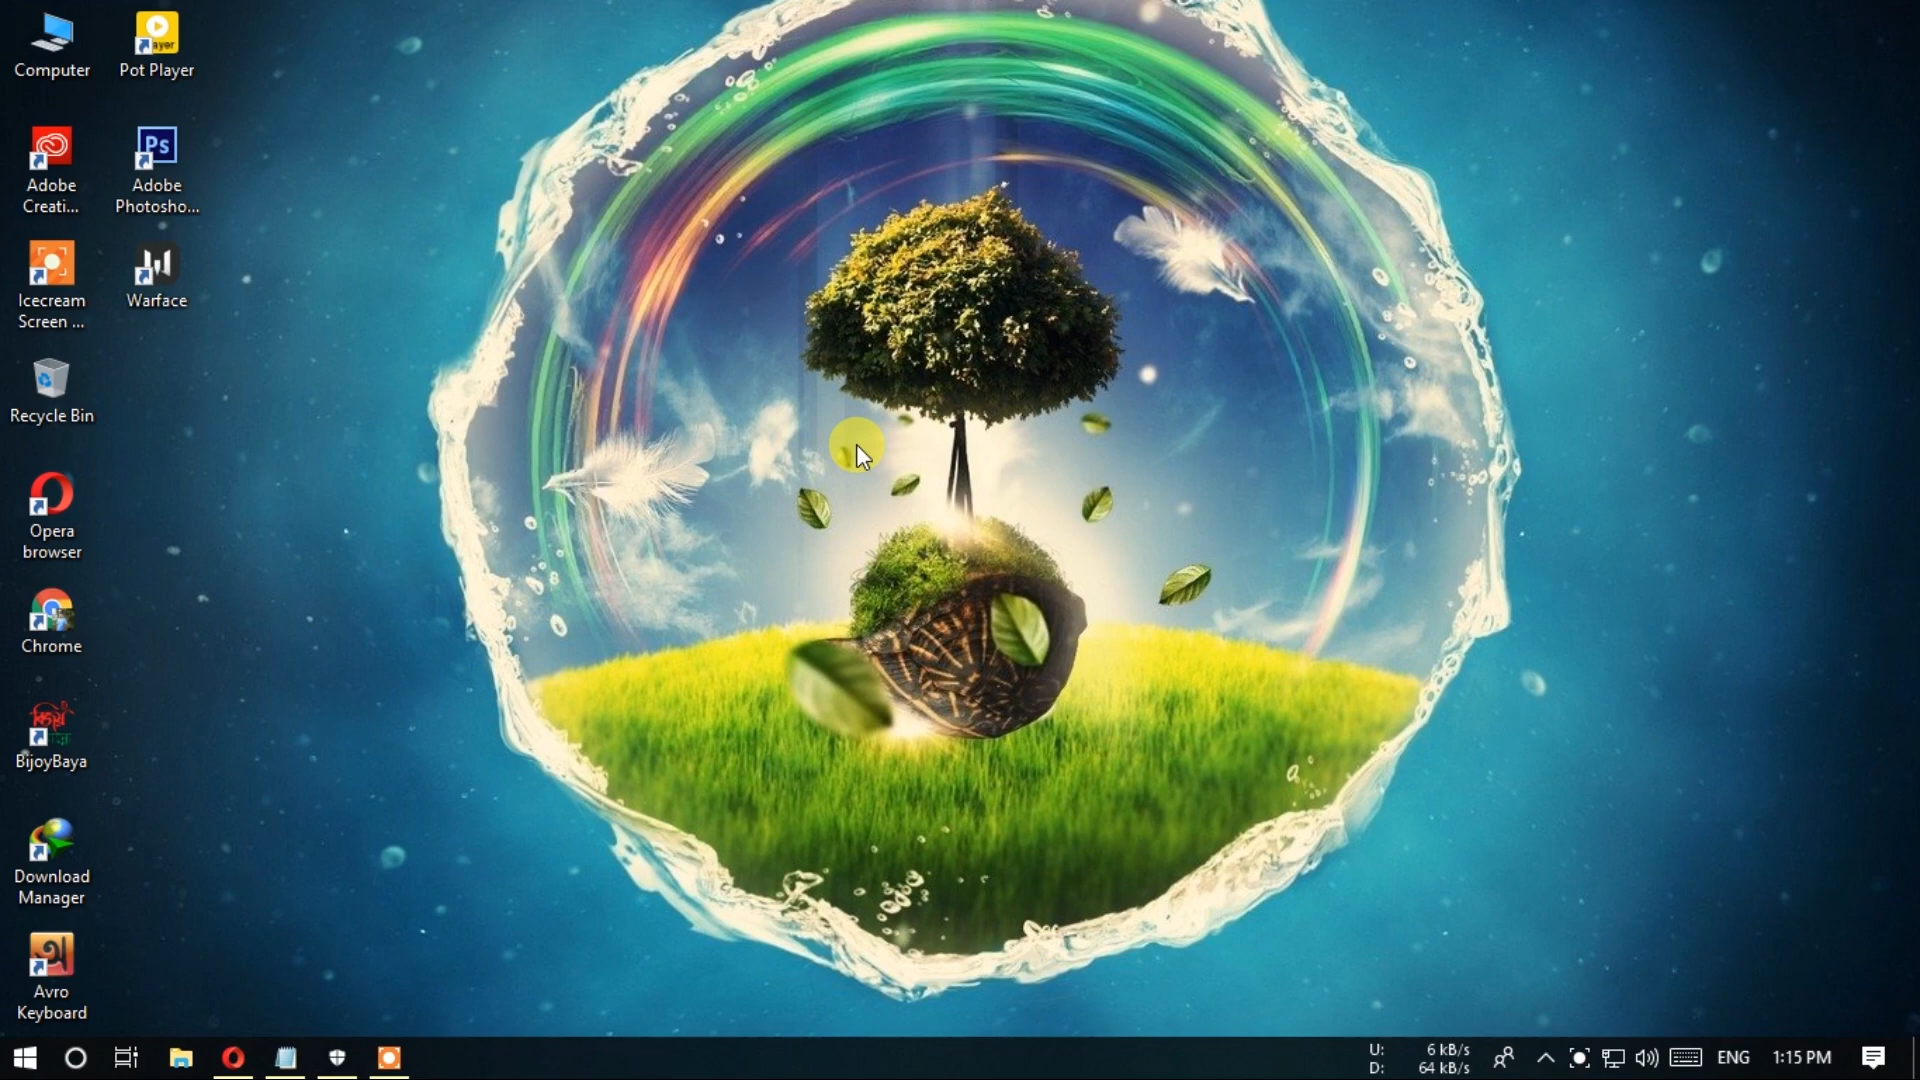 Computer
Pot Player
Adobe
Creati...
Ps
Adobe
Photosho...
Icecream
Screen ...
Warface
Recycle Bin
Opera
browser
Chrome
BijoyBaya
Download
Manager
অ
Avro
Keyboard
U: 6 kB/s
D: 64 kB/s
ENG
1:15 PM